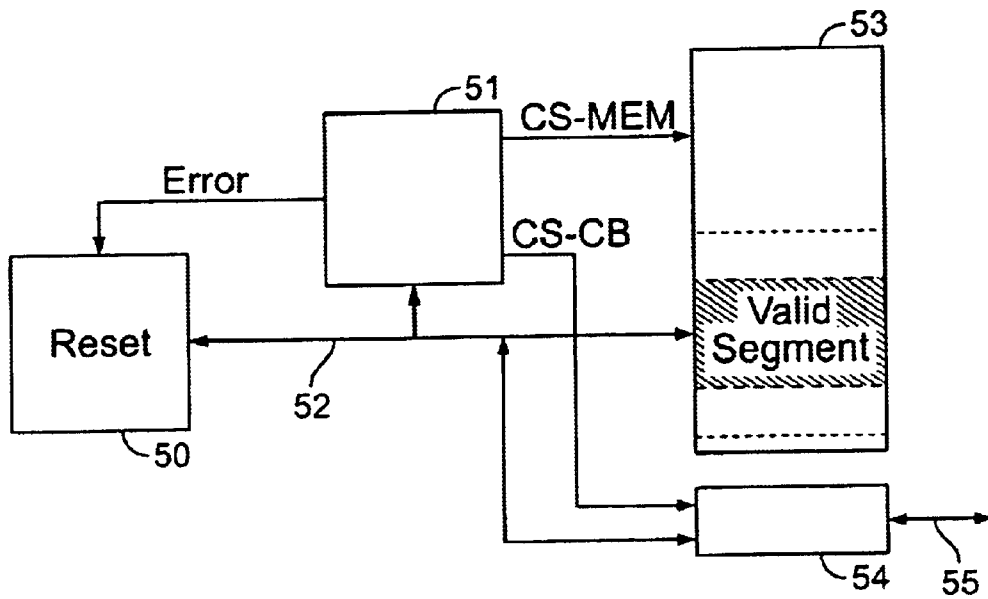 53
51
CS-MEM
Error
CS-CB
Reset
Valid
Segment
52
50
54
55